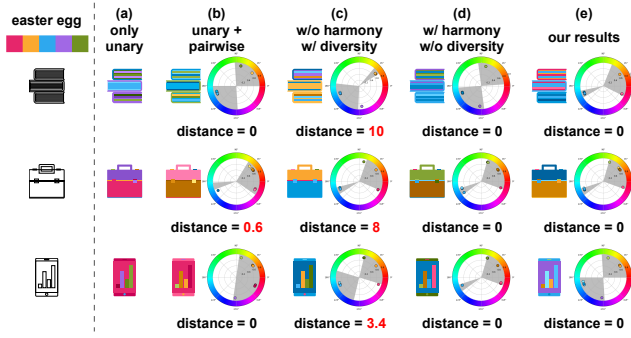 easter egg
(a)
only
unary
(b)
unary +
pairwise
(c)
w/o harmony
w/ diversity
(d)
w/ harmony
w/o diversity
(e)
our results
distance = 0
distance = 10
distance = 0
distance = 0
distance = 0.6
distance = 8
distance = 0
distance = 0
distance = 0
distance = 3.4
distance = 0
distance = 0